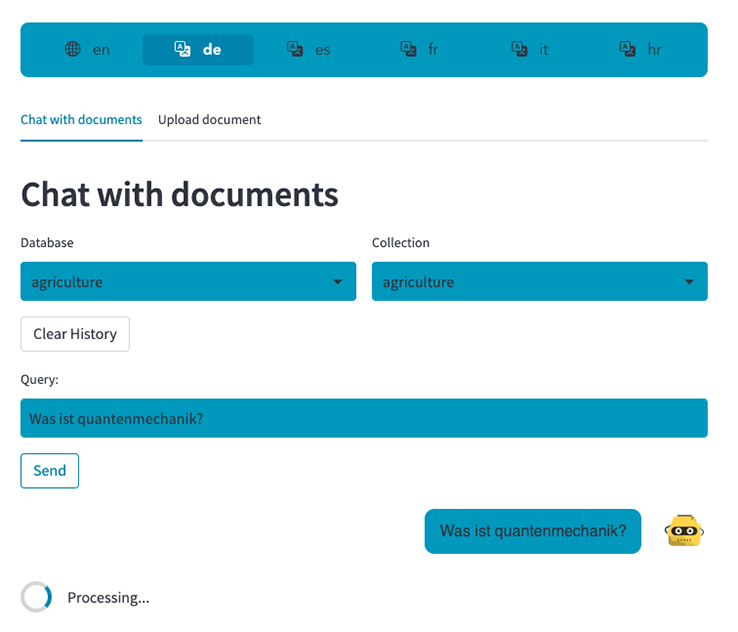 en de es fr it hr
Chat with documents Upload document
Chat with documents
Database Collection
agriculture agriculture
Clear History
Query:
Was ist quantenmechanik?
Send
Was ist quantenmechanik?
Processing...